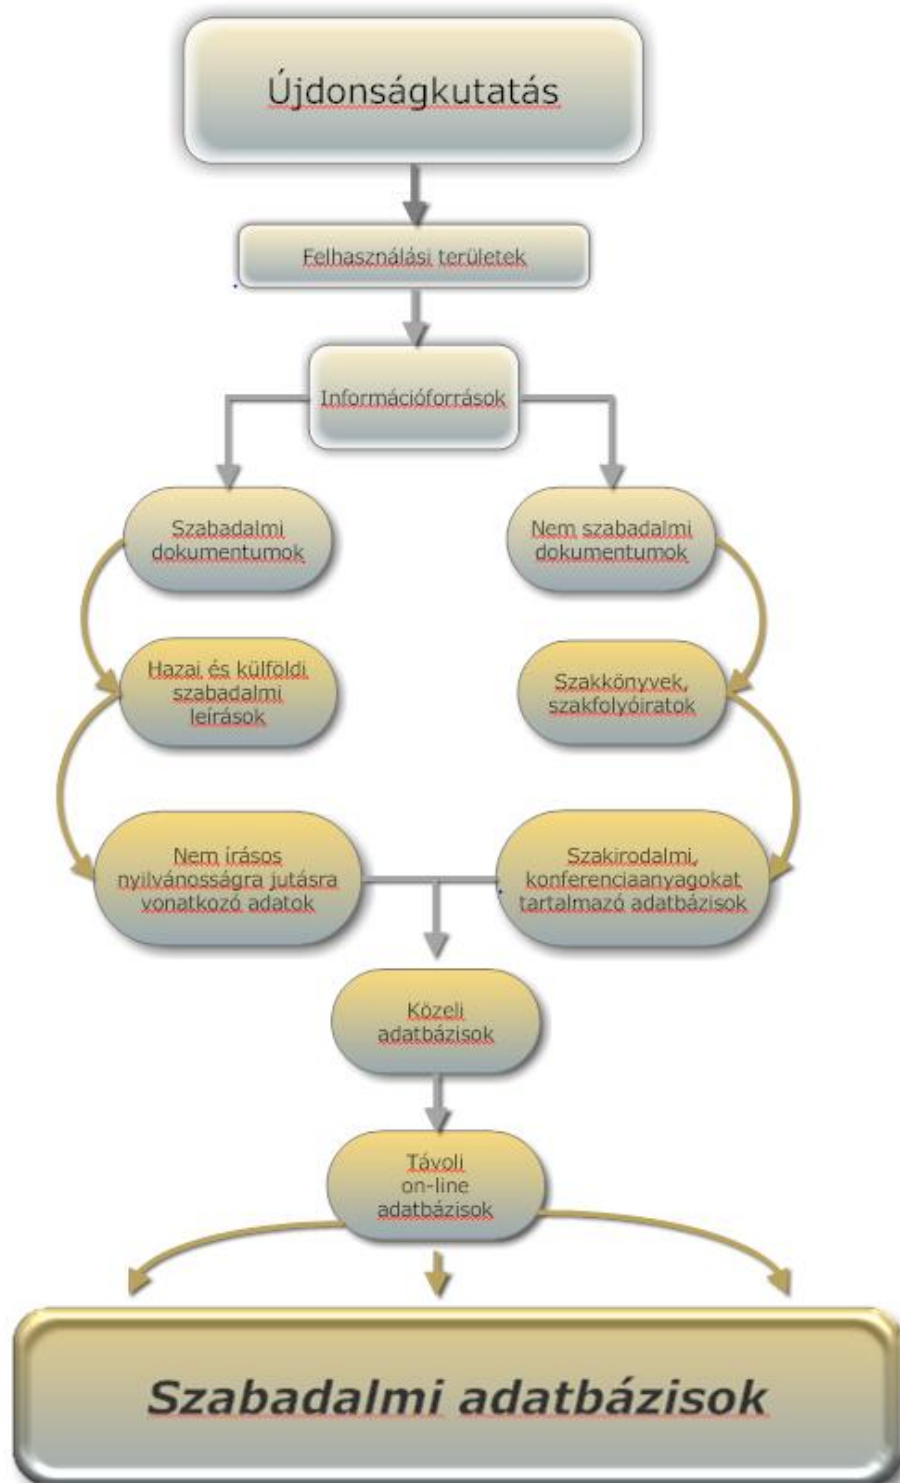 Újdonságkutatás
Felhasználási területek
Információforrások
Szabadalmi
dokumentumok
Nem szabadalmi
dokumentumok
Hazai és külföldi
szabadalmi
leírások
Szakkönyvek,
szakfolyóiratok
Nem írásos
nyilvánosságra jutásra
vonatkozó adatok
Szakirodalmi,
konferenciaanyagokat
tartalmazó adatbázisok
Közeli
adatbázisok
Távoli
on-line
adatbázisok
Szabadalmi adatbázisok